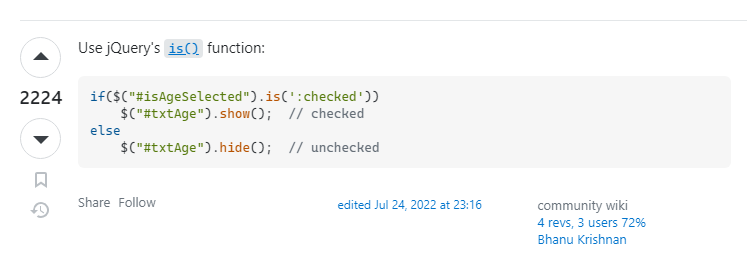 Use jQuery's is() function:
2224
if($("#isAgeSelected").is(':checked'))
    $("#txtAge").show();  // checked
else
    $("#txtAge").hide();  // unchecked
Share Follow
edited Jul 24, 2022 at 23:16
community wiki
4 revs, 3 users 72%
Bhanu Krishnan